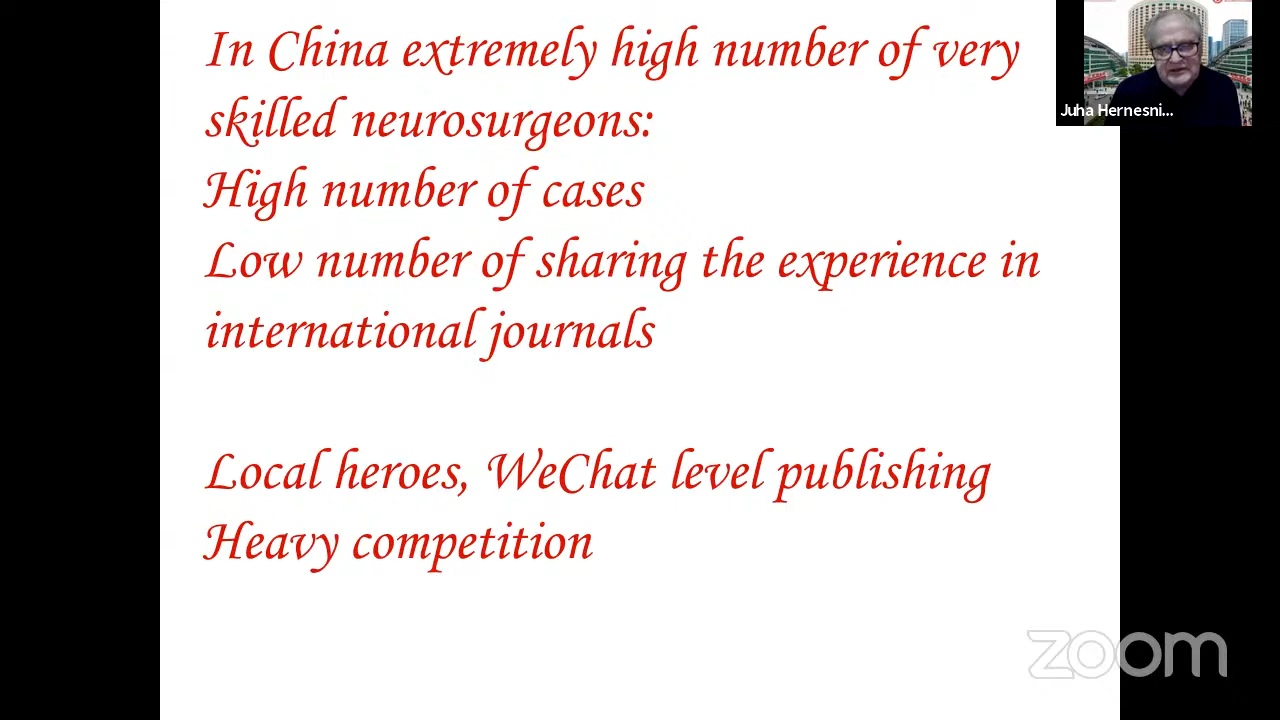 In China extremely high number of very
skilled neurosurgeons:
High number of cases
Low number of sharing the experience in
international journals
Local heroes, WeChat level publishing
Heavy competition
Juha Hernesni...
zoom